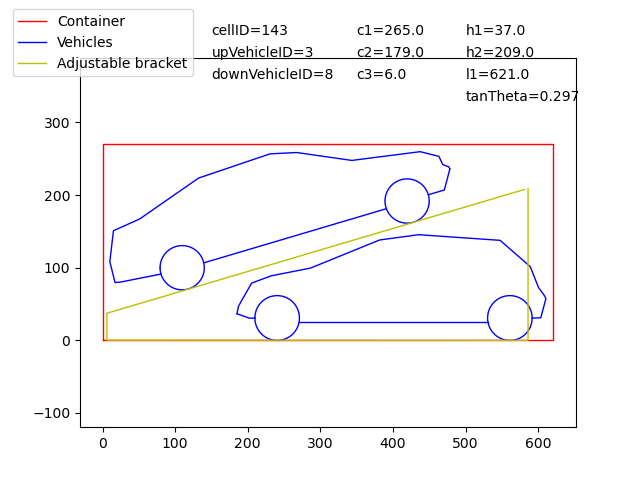 Container
Vehicles
Adjustable bracket
cellID=143 c1=265.0 h1=37.0
upVehicleID=3 c2=179.0 h2=209.0
downVehicleID=8 c3=6.0 l1=621.0
tanTheta=0.297
300
200
100
0
−100
0 100 200 300 400 500 600